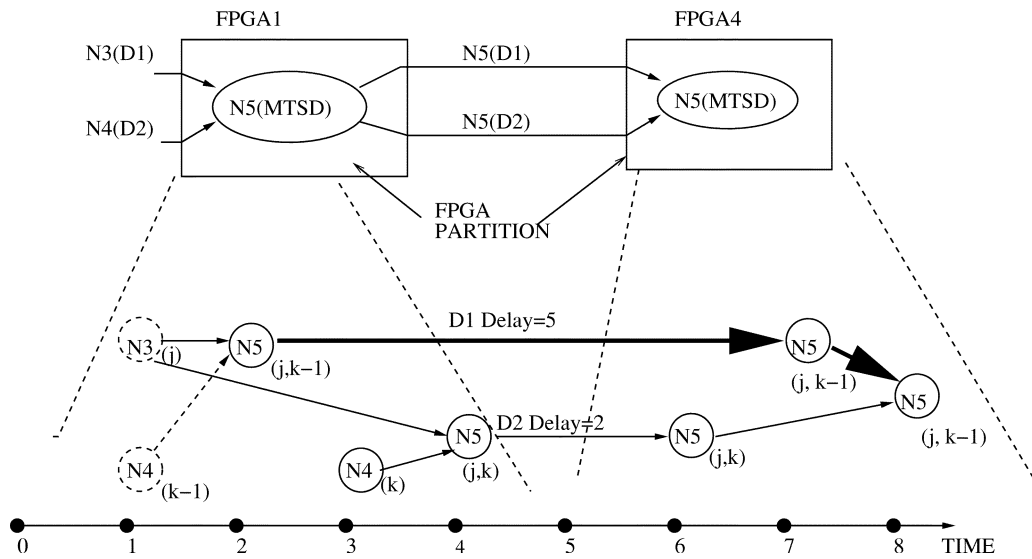 FPGA1
FPGA4
N3(D1)
N5(D1)
N5(MTSD)
N5(MTSD)
N4(D2)
N5(D2)
FPGA
PARTITION
D1 Delay=5
N3
(j)
N5
(j,k−1)
N5
(j, k−1)
N5
(j, k−1)
D2 Delay=2
N5
(j,k)
N5
(j,k)
N4
(k−1)
N4
(k)
0 1 2 3 4 5 6 7 8 TIME